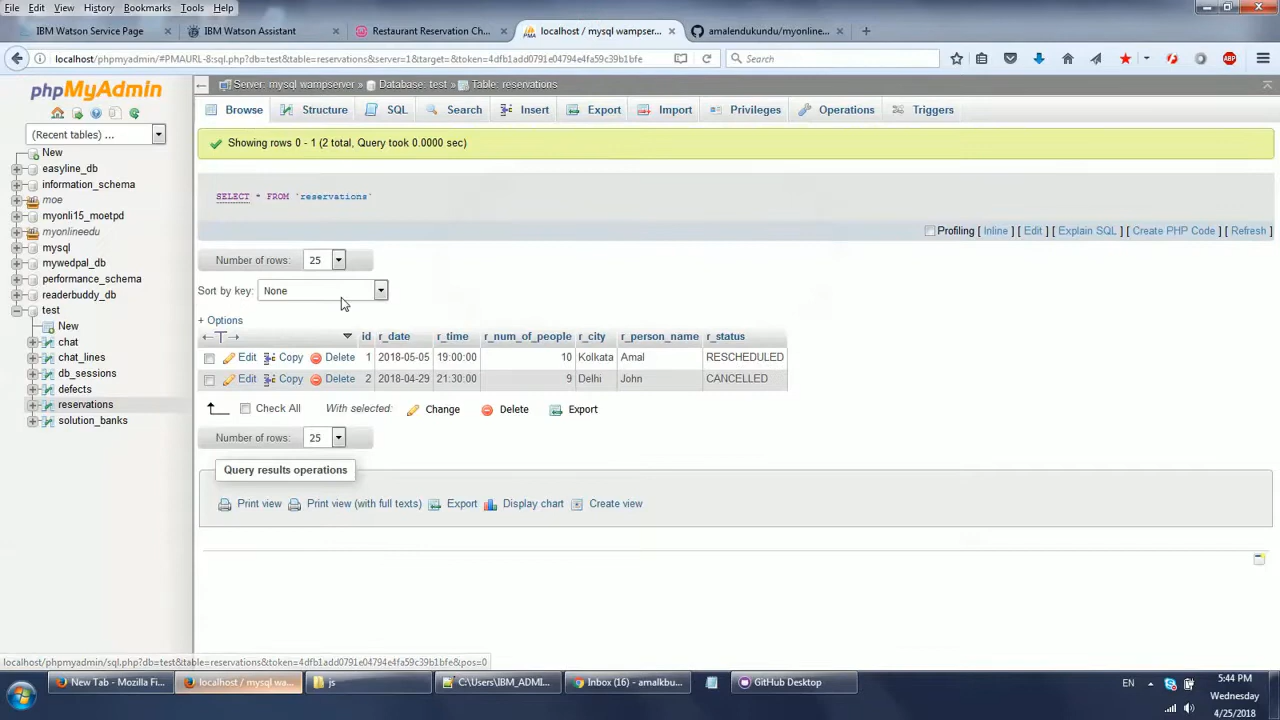 File Edit View History Bookmarks Tools Help
IBM Watson Service Page × IBM Watson Assistant × Restaurant Reservation Ch... × localhost / mysql wampser... × amalendukundu/myonline... × +
localhost/phpmyadmin/#PMAURL-8:sql.php?db=test&table=reservations&server=1&target=&token=4dfb1add0791e04794e4fa59c39b1bfe Search ABP
phpMyAdmin
(Recent tables) ...
New
easyline_db
information_schema
moe
myonli15_moetpd
myonlineedu
mysql
mywedpal_db
performance_schema
readerbuddy_db
test
New
chat
chat_lines
db_sessions
defects
reservations
solution_banks
Server: mysql wampserver » Database: test » Table: reservations
Browse Structure SQL Search Insert Export Import Privileges Operations Triggers
Showing rows 0 - 1 (2 total, Query took 0.0000 sec)
SELECT * FROM `reservations`
Profiling [ Inline ] [ Edit ] [ Explain SQL ] [ Create PHP Code ] [ Refresh ]
Number of rows: 25
Sort by key: None
+ Options
←T→ id r_date r_time r_num_of_people r_city r_person_name r_status
Edit Copy Delete 1 2018-05-05 19:00:00 10 Kolkata Amal RESCHEDULED
Edit Copy Delete 2 2018-04-29 21:30:00 9 Delhi John CANCELLED
Check All With selected: Change Delete Export
Number of rows: 25
Query results operations
Print view Print view (with full texts) Export Display chart Create view
localhost/phpmyadmin/sql.php?db=test&table=reservations&token=4dfb1add0791e04794e4fa59c39b1bfe&pos=0
New Tab - Mozilla Fi... localhost / mysql wa... js C:\Users\IBM_ADMI... Inbox (16) - amalkbu... GitHub Desktop EN
5:44 PM
Wednesday
4/25/2018